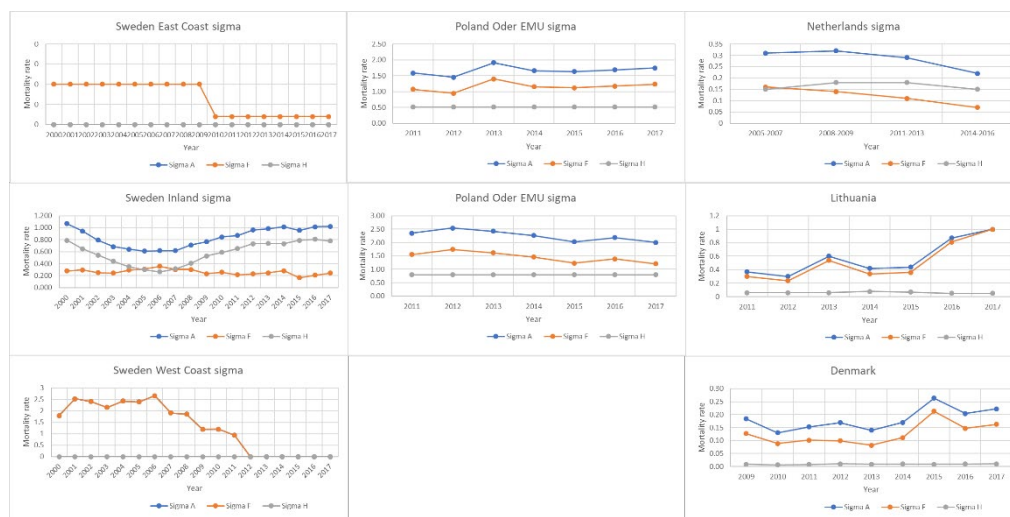 Sweden East Coast sigma
Mortality rate
0
0
0
0
0
2000 2001 2002 2003 2004 2005 2006 2007 2008 2009 2010 2011 2012 2013 2014 2015 2016 2017
Year
Sigma A Sigma F Sigma H
Poland Oder EMU sigma
Mortality rate
2.50
2.00
1.50
1.00
0.50
0.00
2011 2012 2013 2014 2015 2016 2017
Year
Sigma A Sigma F Sigma H
Netherlands sigma
Mortality rate
0.35
0.3
0.25
0.2
0.15
0.1
0.05
0
2005-2007 2008-2009 2011-2013 2014-2016
Year
Sigma A Sigma F Sigma H
Sweden Inland sigma
Mortality rate
1.200
1.000
0.800
0.600
0.400
0.200
0.000
2000 2001 2002 2003 2004 2005 2006 2007 2008 2009 2010 2011 2012 2013 2014 2015 2016 2017
Year
Sigma A Sigma F Sigma H
Poland Oder EMU sigma
Mortality rate
3.00
2.50
2.00
1.50
1.00
0.50
0.00
2011 2012 2013 2014 2015 2016 2017
Year
Sigma A Sigma F Sigma H
Lithuania
Mortality rate
1.2
1
0.8
0.6
0.4
0.2
0
2011 2012 2013 2014 2015 2016 2017
Year
Sigma A Sigma F Sigma H
Sweden West Coast sigma
Mortality rate
3
2.5
2
1.5
1
0.5
0
2000 2001 2002 2003 2004 2005 2006 2007 2008 2009 2010 2011 2012 2013 2014 2015 2016 2017
Year
Sigma A Sigma F Sigma H
Denmark
Mortality rate
0.30
0.25
0.20
0.15
0.10
0.05
0.00
2009 2010 2011 2012 2013 2014 2015 2016 2017
Year
Sigma A Sigma F Sigma H